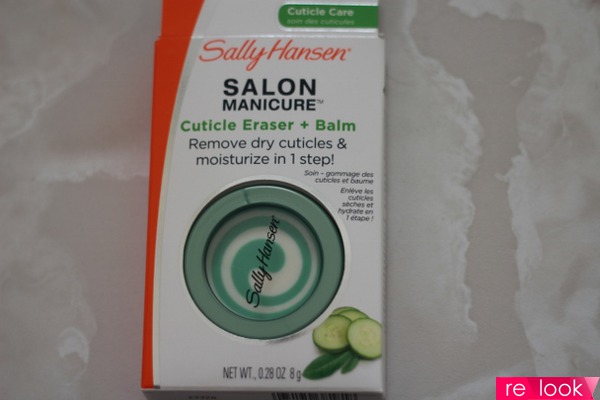 Cuticle Care
soin des cuticules
Sally Hansen®
SALON
MANICURE™
Cuticle Eraser + Balm
Remove dry cuticles &
moisturize in 1 step!
Soin – gommage des
cuticules et baume
Enlève les
cuticules
sèches et
hydrate en
1 étape !
Sally Hansen
NET WT., 0.28 OZ 8 g
re look